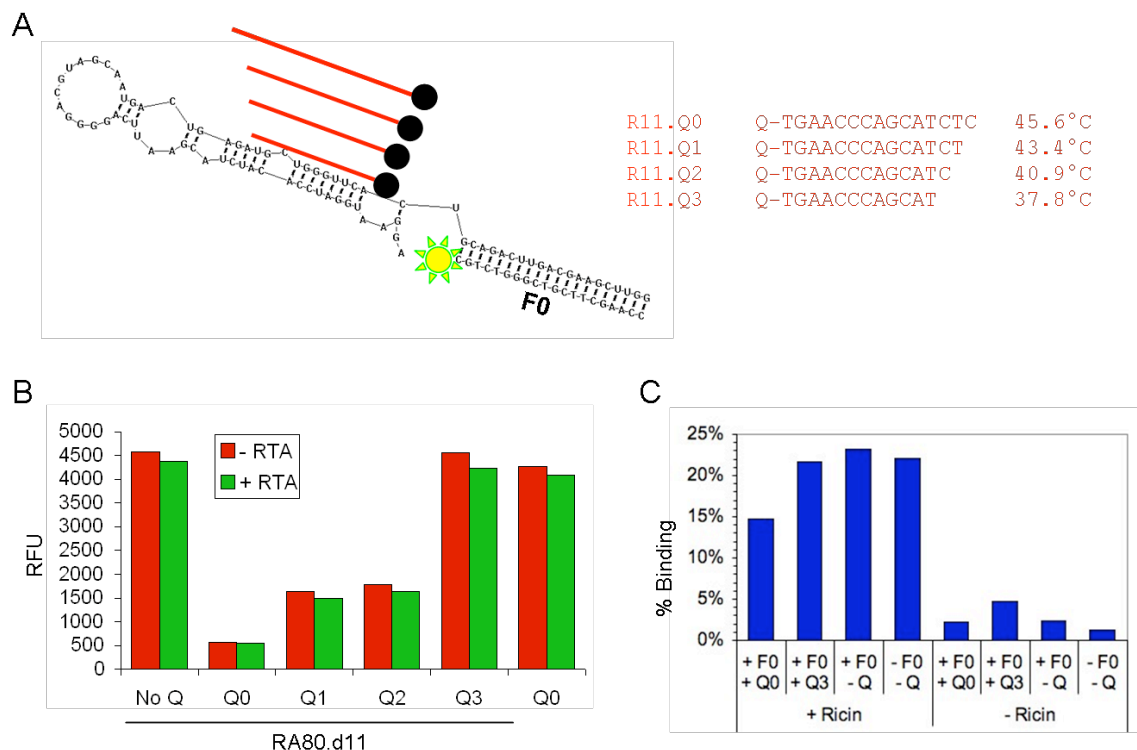 A
R11.Q0 Q-TGAACCCAGCATCTC 45.6°C
R11.Q1 Q-TGAACCCAGCATCT 43.4°C
R11.Q2 Q-TGAACCCAGCATC 40.9°C
R11.Q3 Q-TGAACCCAGCAT 37.8°C
GCAGACUUGACGAAGCUUGG
CGTCTGGGTCGTTCGAACC
F0
B
RFU
5000
4500
4000
3500
3000
2500
2000
1500
1000
500
0
- RTA
+ RTA
No Q Q0 Q1 Q2 Q3 Q0
RA80.d11
C
% Binding
25%
20%
15%
10%
5%
0%
+ F0 + F0 + F0 - F0 + F0 + F0 + F0 - F0
+ Q0 + Q3 - Q - Q + Q0 + Q3 - Q - Q
+ Ricin - Ricin